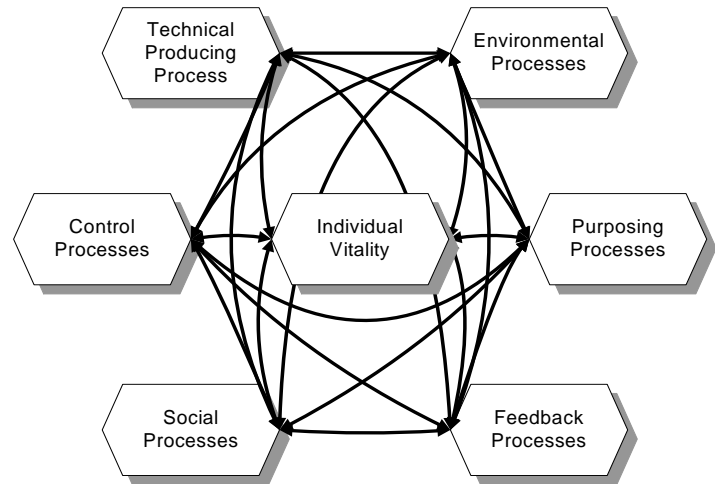 Technical
Producing
Process
Environmental
Processes
Control
Processes
Individual
Vitality
Purposing
Processes
Social
Processes
Feedback
Processes